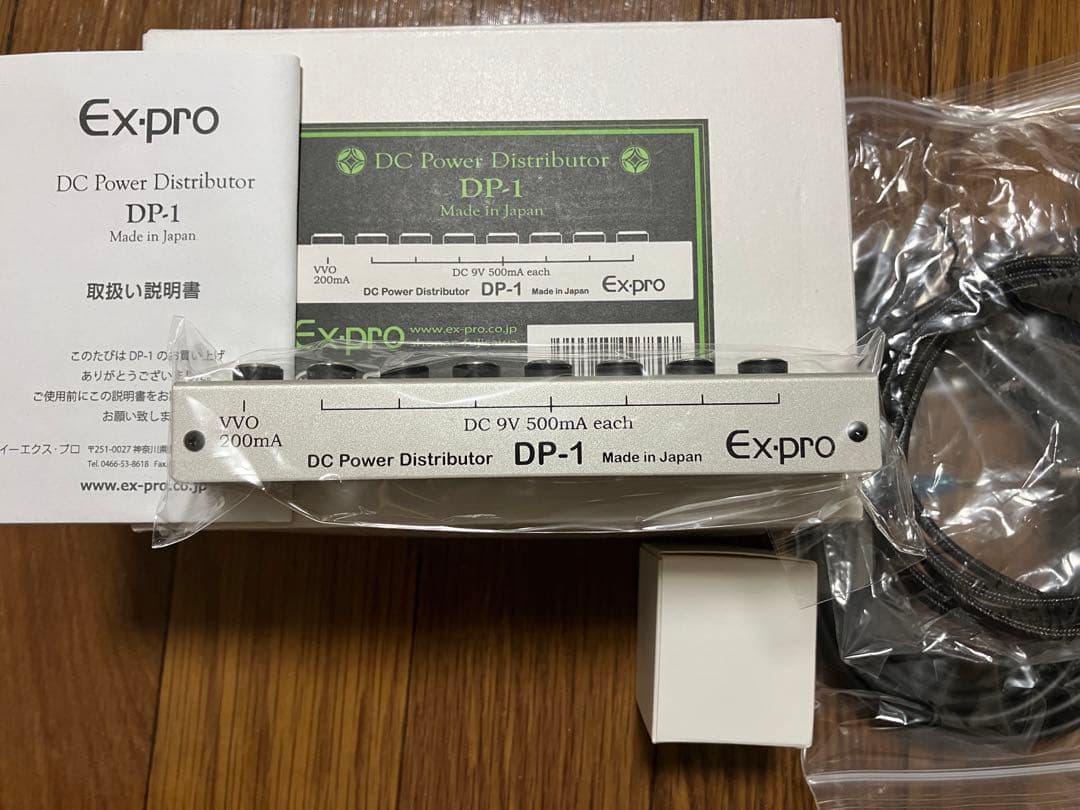 Ex·pro
DC Power Distributor
DP-1
Made in Japan
取扱い説明書
このたびは DP-1 のお買い上げ
ありがとうござい
ご使用前にこの説明書をお
お願い致しま
イーエクス・プロ 〒251-0027 神奈川県
Tel. 0466-53-8618 Fax.
www.ex-pro.co.jp
DC Power Distributor
DP-1
Made in Japan
VVO
200mA
DC 9V 500mA each
DC Power Distributor DP-1 Made in Japan Ex·pro
Ex·pro www.ex-pro.co.jp
VVO
200mA
DC 9V 500mA each
DC Power Distributor DP-1 Made in Japan Ex·pro